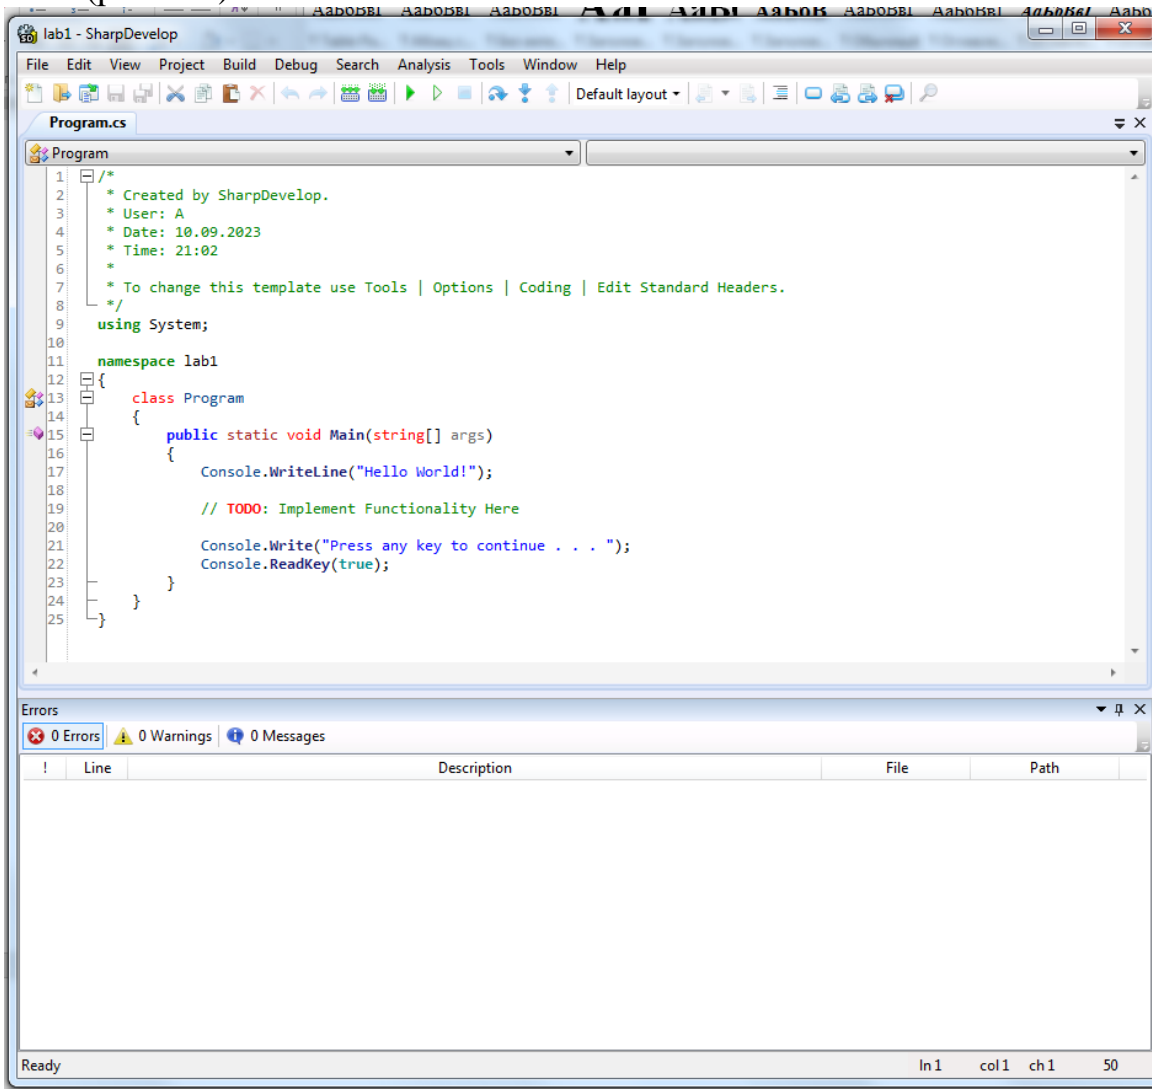 АаБбВвГ АаБбВвГ АаБбВвГ АаБбВвГ АаБбВвГ
lab1 - SharpDevelop
File Edit View Project Build Debug Search Analysis Tools Window Help
Default layout
Program.cs
Program
1 /*
2 * Created by SharpDevelop.
3 * User: A
4 * Date: 10.09.2023
5 * Time: 21:02
6 *
7 * To change this template use Tools | Options | Coding | Edit Standard Headers.
8 */
9 using System;
10
11 namespace lab1
12 {
13 class Program
14 {
15 public static void Main(string[] args)
16 {
17 Console.WriteLine("Hello World!");
18
19 // TODO: Implement Functionality Here
20
21 Console.Write("Press any key to continue . . . ");
22 Console.ReadKey(true);
23 }
24 }
25 }
Errors
0 Errors 0 Warnings 0 Messages
! Line Description File Path
Ready ln 1 col 1 ch 1 50